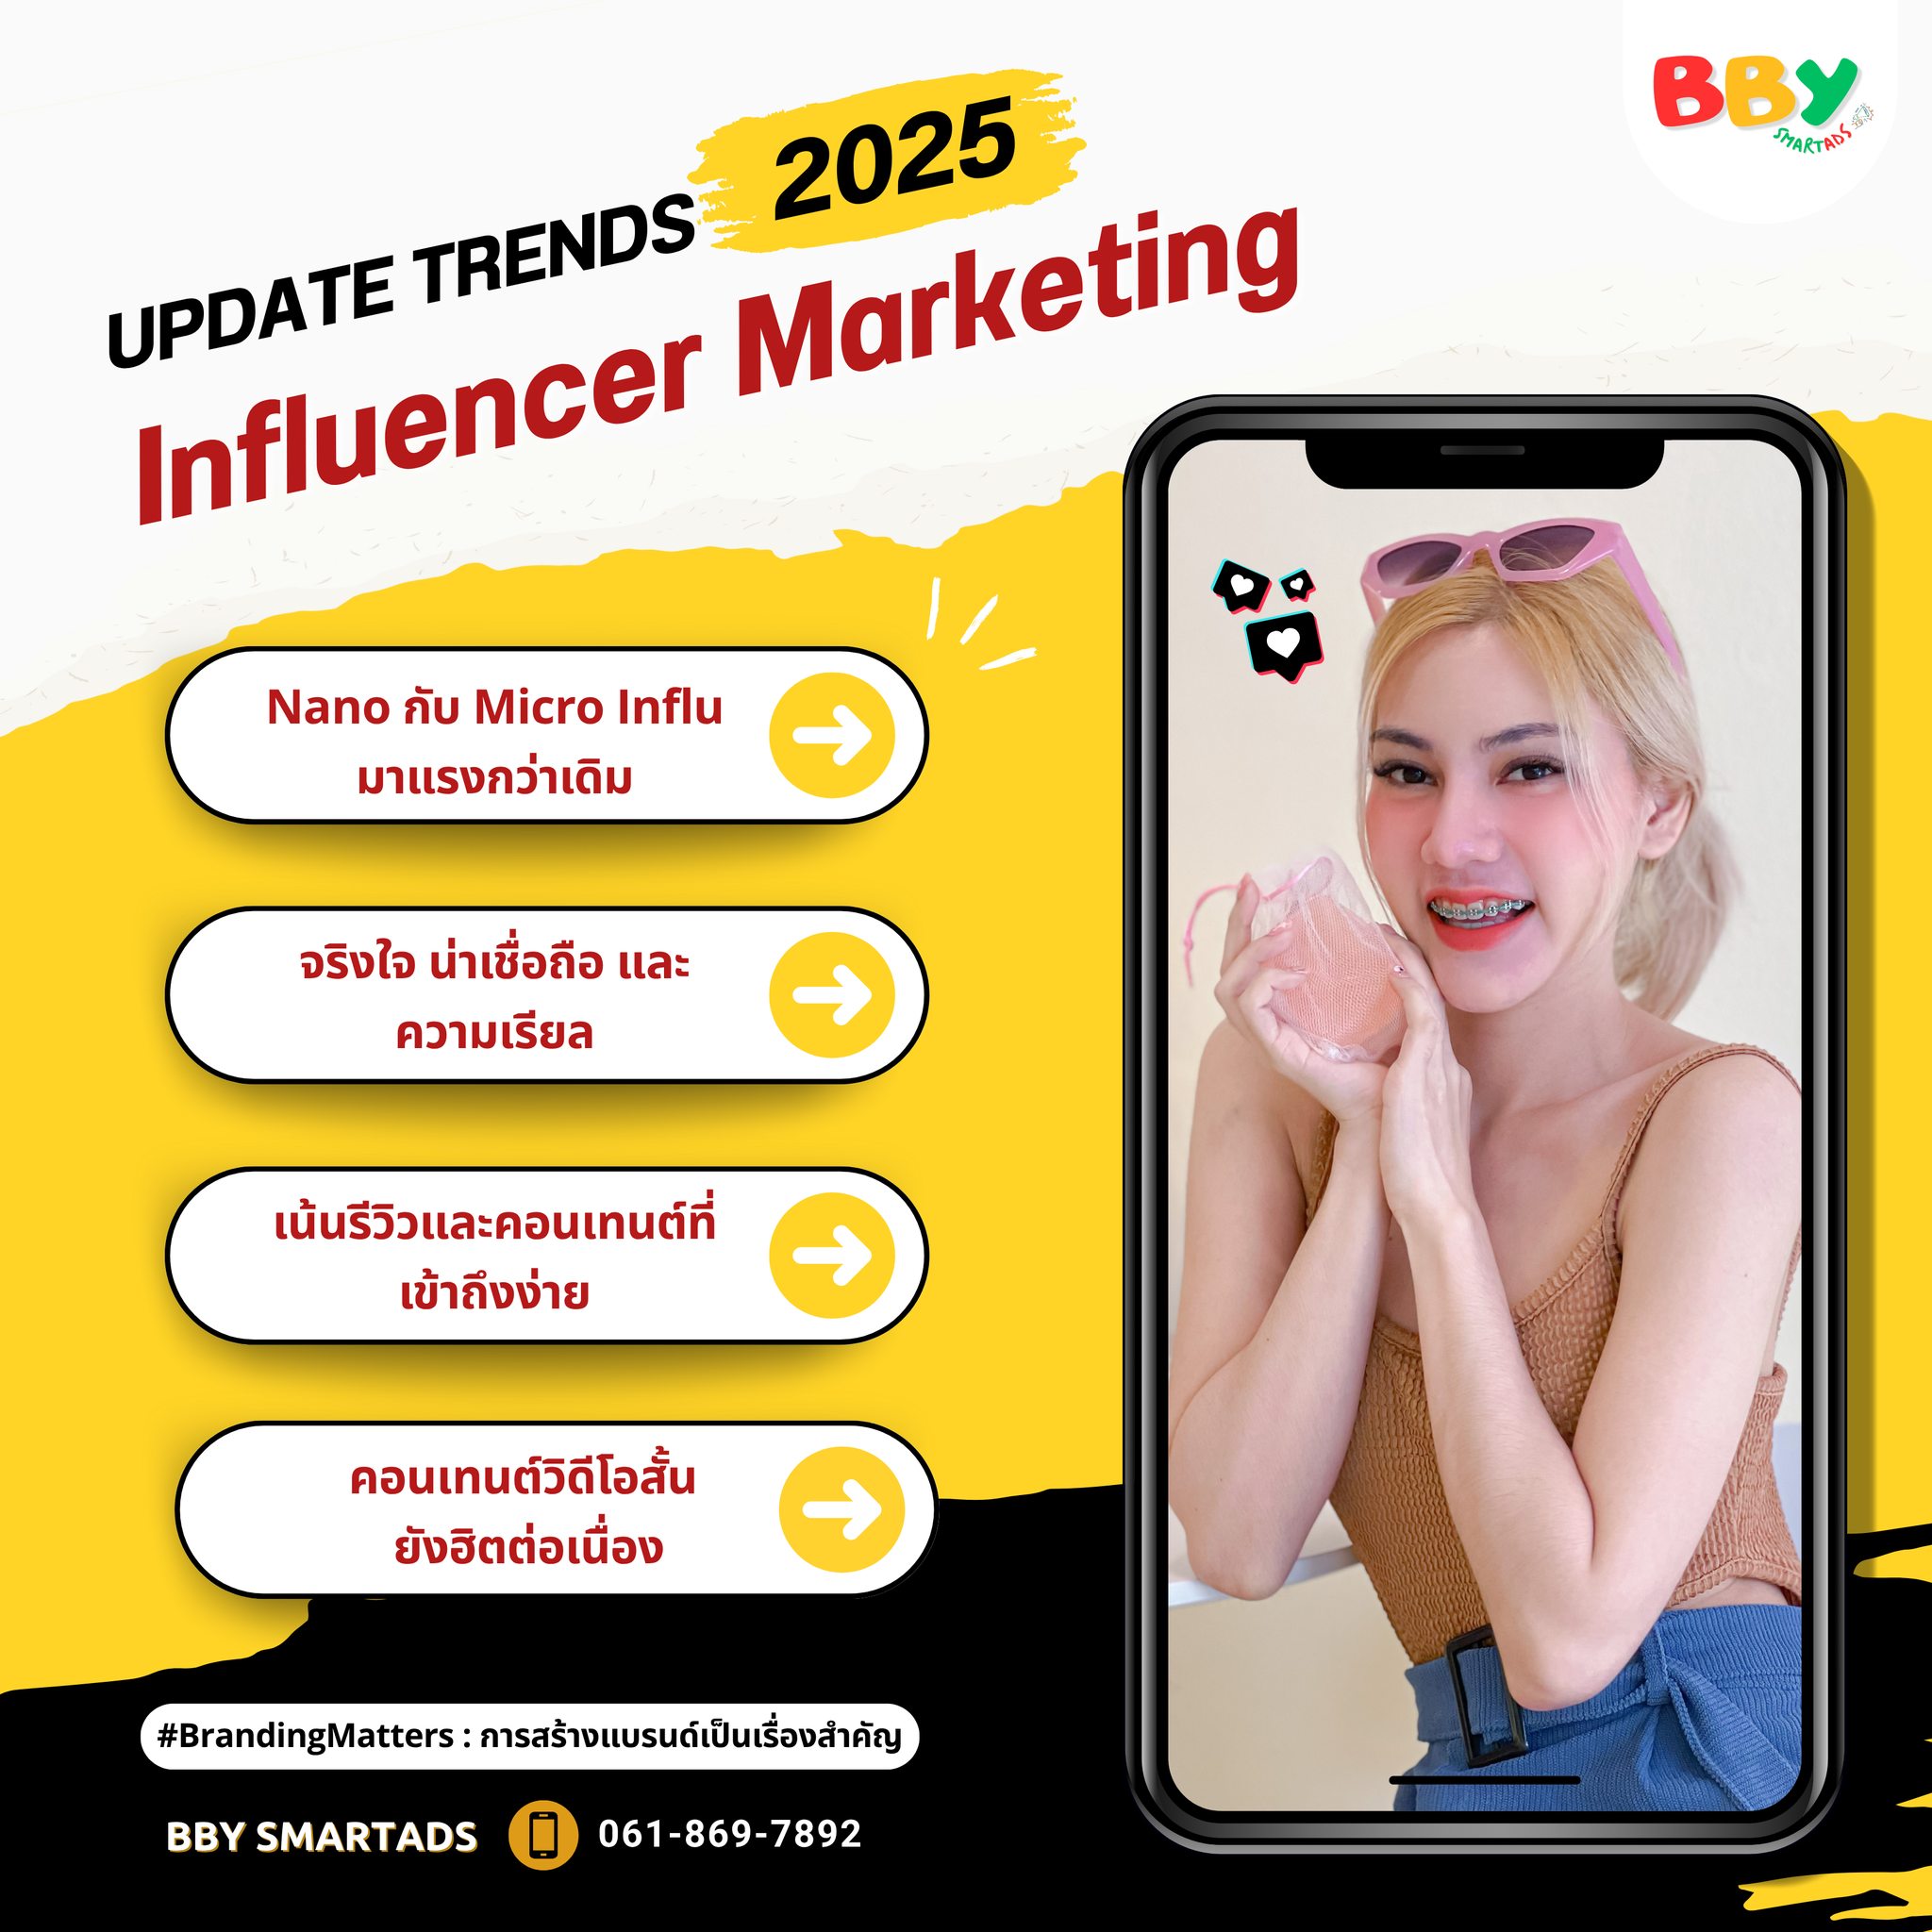 BBY
SMARTADS
UPDATE TRENDS 2025
Influencer Marketing
Nano กับ Micro Influ
มาแรงกว่าเดิม
จริงใจ น่าเชื่อถือ และ
ความเรียล
เน้นรีวิวและคอนเทนต์ที่
เข้าถึงง่าย
คอนเทนต์วิดีโอสั้น
ยังฮิตต่อเนื่อง
#BrandingMatters : การสร้างแบรนด์เป็นเรื่องสำคัญ
BBY SMARTADS 061-869-7892